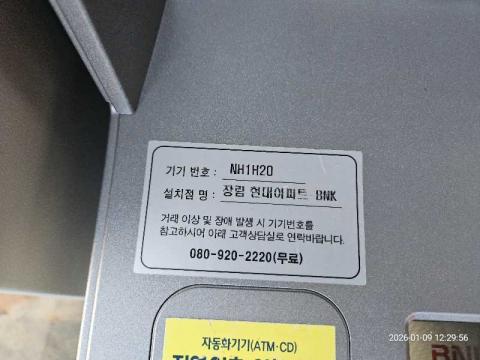 기기 번호 : NH1H20
설치점 명 : 장림 현대아파트 BNK
거래 이상 및 장애 발생 시 기기번호를
참고하시어 아래 고객상담실로 연락바랍니다.
080-920-2220(무료)
자동화기기(ATM·CD)
BN
2026-01-09 12:29:56